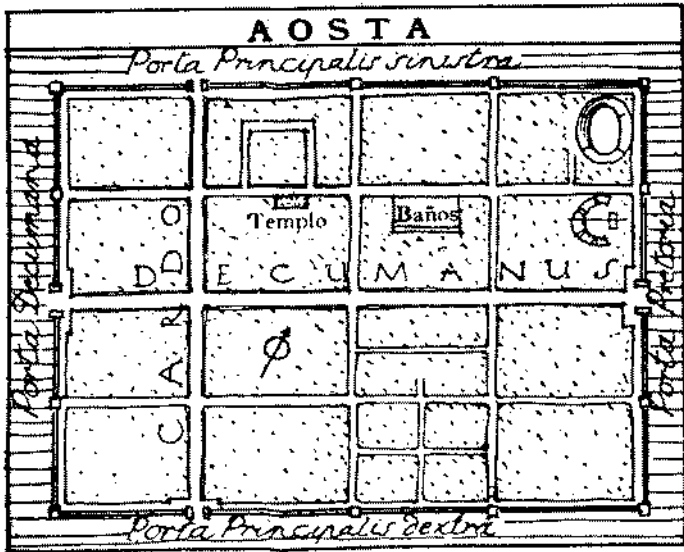 AOSTA
Porta Principalis sinistra
Porta Decumana
Templo
Baños
DECUMANUS
CARDO
Porta Pretoria
Porta Principalis dextra